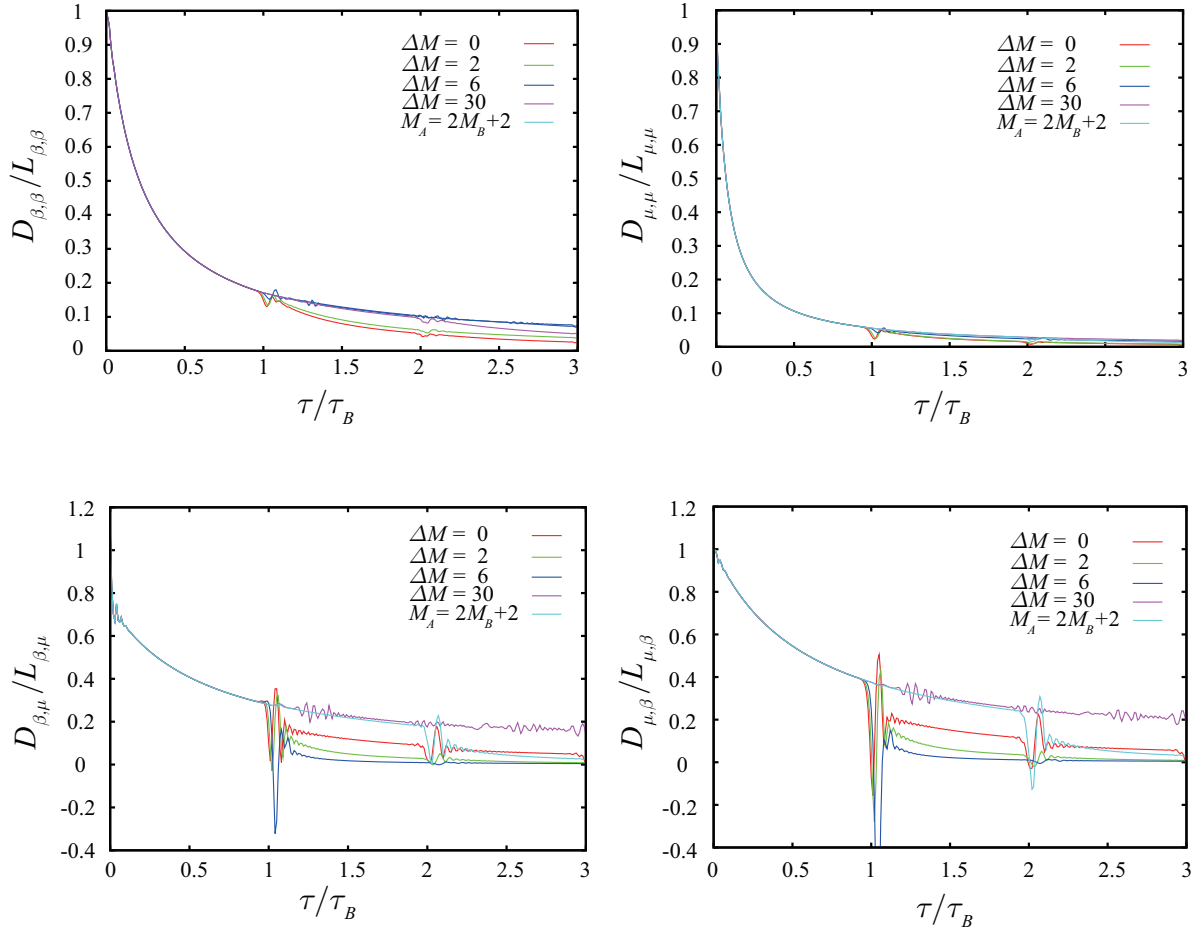 1
0.9
0.8
0.7
0.6
0.5
0.4
0.3
0.2
0.1
0
0 0.5 1 1.5 2 2.5 3
D_{β,β}/L_{β,β}
τ/τ_B
ΔM = 0
ΔM = 2
ΔM = 6
ΔM = 30
M_A = 2M_B+2
1
0.9
0.8
0.7
0.6
0.5
0.4
0.3
0.2
0.1
0
0 0.5 1 1.5 2 2.5 3
D_{μ,μ}/L_{μ,μ}
τ/τ_B
ΔM = 0
ΔM = 2
ΔM = 6
ΔM = 30
M_A = 2M_B+2
1.2
1
0.8
0.6
0.4
0.2
0
-0.2
-0.4
0 0.5 1 1.5 2 2.5 3
D_{β,μ}/L_{β,μ}
τ/τ_B
ΔM = 0
ΔM = 2
ΔM = 6
ΔM = 30
M_A = 2M_B+2
1.2
1
0.8
0.6
0.4
0.2
0
-0.2
-0.4
0 0.5 1 1.5 2 2.5 3
D_{μ,β}/L_{μ,β}
τ/τ_B
ΔM = 0
ΔM = 2
ΔM = 6
ΔM = 30
M_A = 2M_B+2